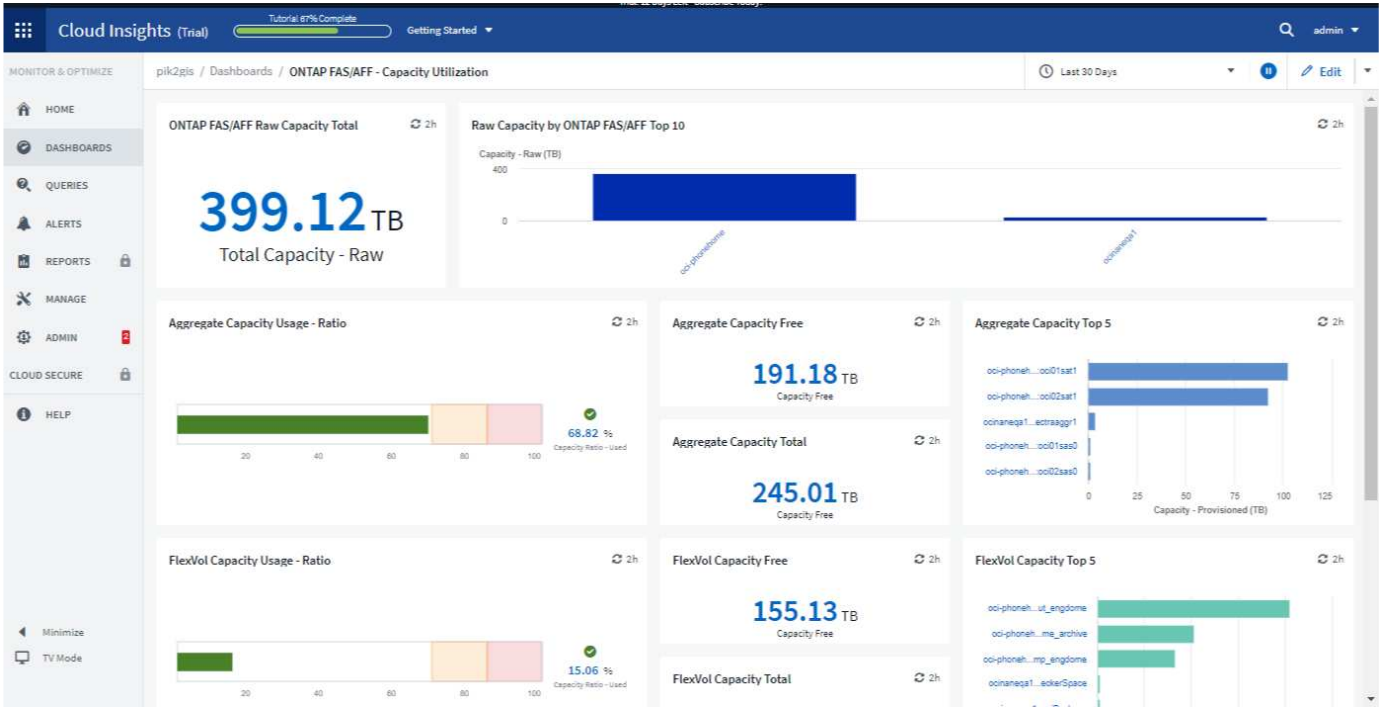 Cloud Insights (Trial)
Tutorial 67% Complete
Getting Started
admin
MONITOR & OPTIMIZE
HOME
DASHBOARDS
QUERIES
ALERTS
REPORTS
MANAGE
ADMIN
2
CLOUD SECURE
HELP
Minimize
TV Mode
pik2gis / Dashboards / ONTAP FAS/AFF - Capacity Utilization
Last 30 Days
Edit
ONTAP FAS/AFF Raw Capacity Total
2h
399.12 TB
Total Capacity - Raw
Raw Capacity by ONTAP FAS/AFF Top 10
2h
Capacity - Raw (TB)
400
0
oci-phonehome
ocinaneqa1
Aggregate Capacity Usage - Ratio
2h
68.82 %
Capacity Ratio - Used
20 40 60 80 100
Aggregate Capacity Free
2h
191.18 TB
Capacity Free
Aggregate Capacity Total
2h
245.01 TB
Capacity Free
Aggregate Capacity Top 5
2h
oci-phoneh...:oci01sat1
oci-phoneh...:oci02sat1
ocinaneqa1...ectraaggr1
oci-phoneh...:oci01sas0
oci-phoneh...:oci02sas0
0 25 50 75 100 125
Capacity - Provisioned (TB)
FlexVol Capacity Usage - Ratio
2h
15.06 %
Capacity Ratio - Used
20 40 60 80 100
FlexVol Capacity Free
2h
155.13 TB
Capacity Free
FlexVol Capacity Total
2h
FlexVol Capacity Top 5
2h
oci-phoneh...ut_engdome
oci-phoneh...me_archive
oci-phoneh...mp_engdome
ocinaneqa1...eckerSpace